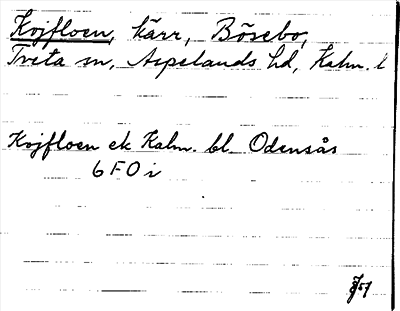 Kojfloen, kärr, Bösebo,
Tveta sn, Aspelands hd, Kalm. l
Kojfloen ek Kalm. bl. Odensås
6 F O i